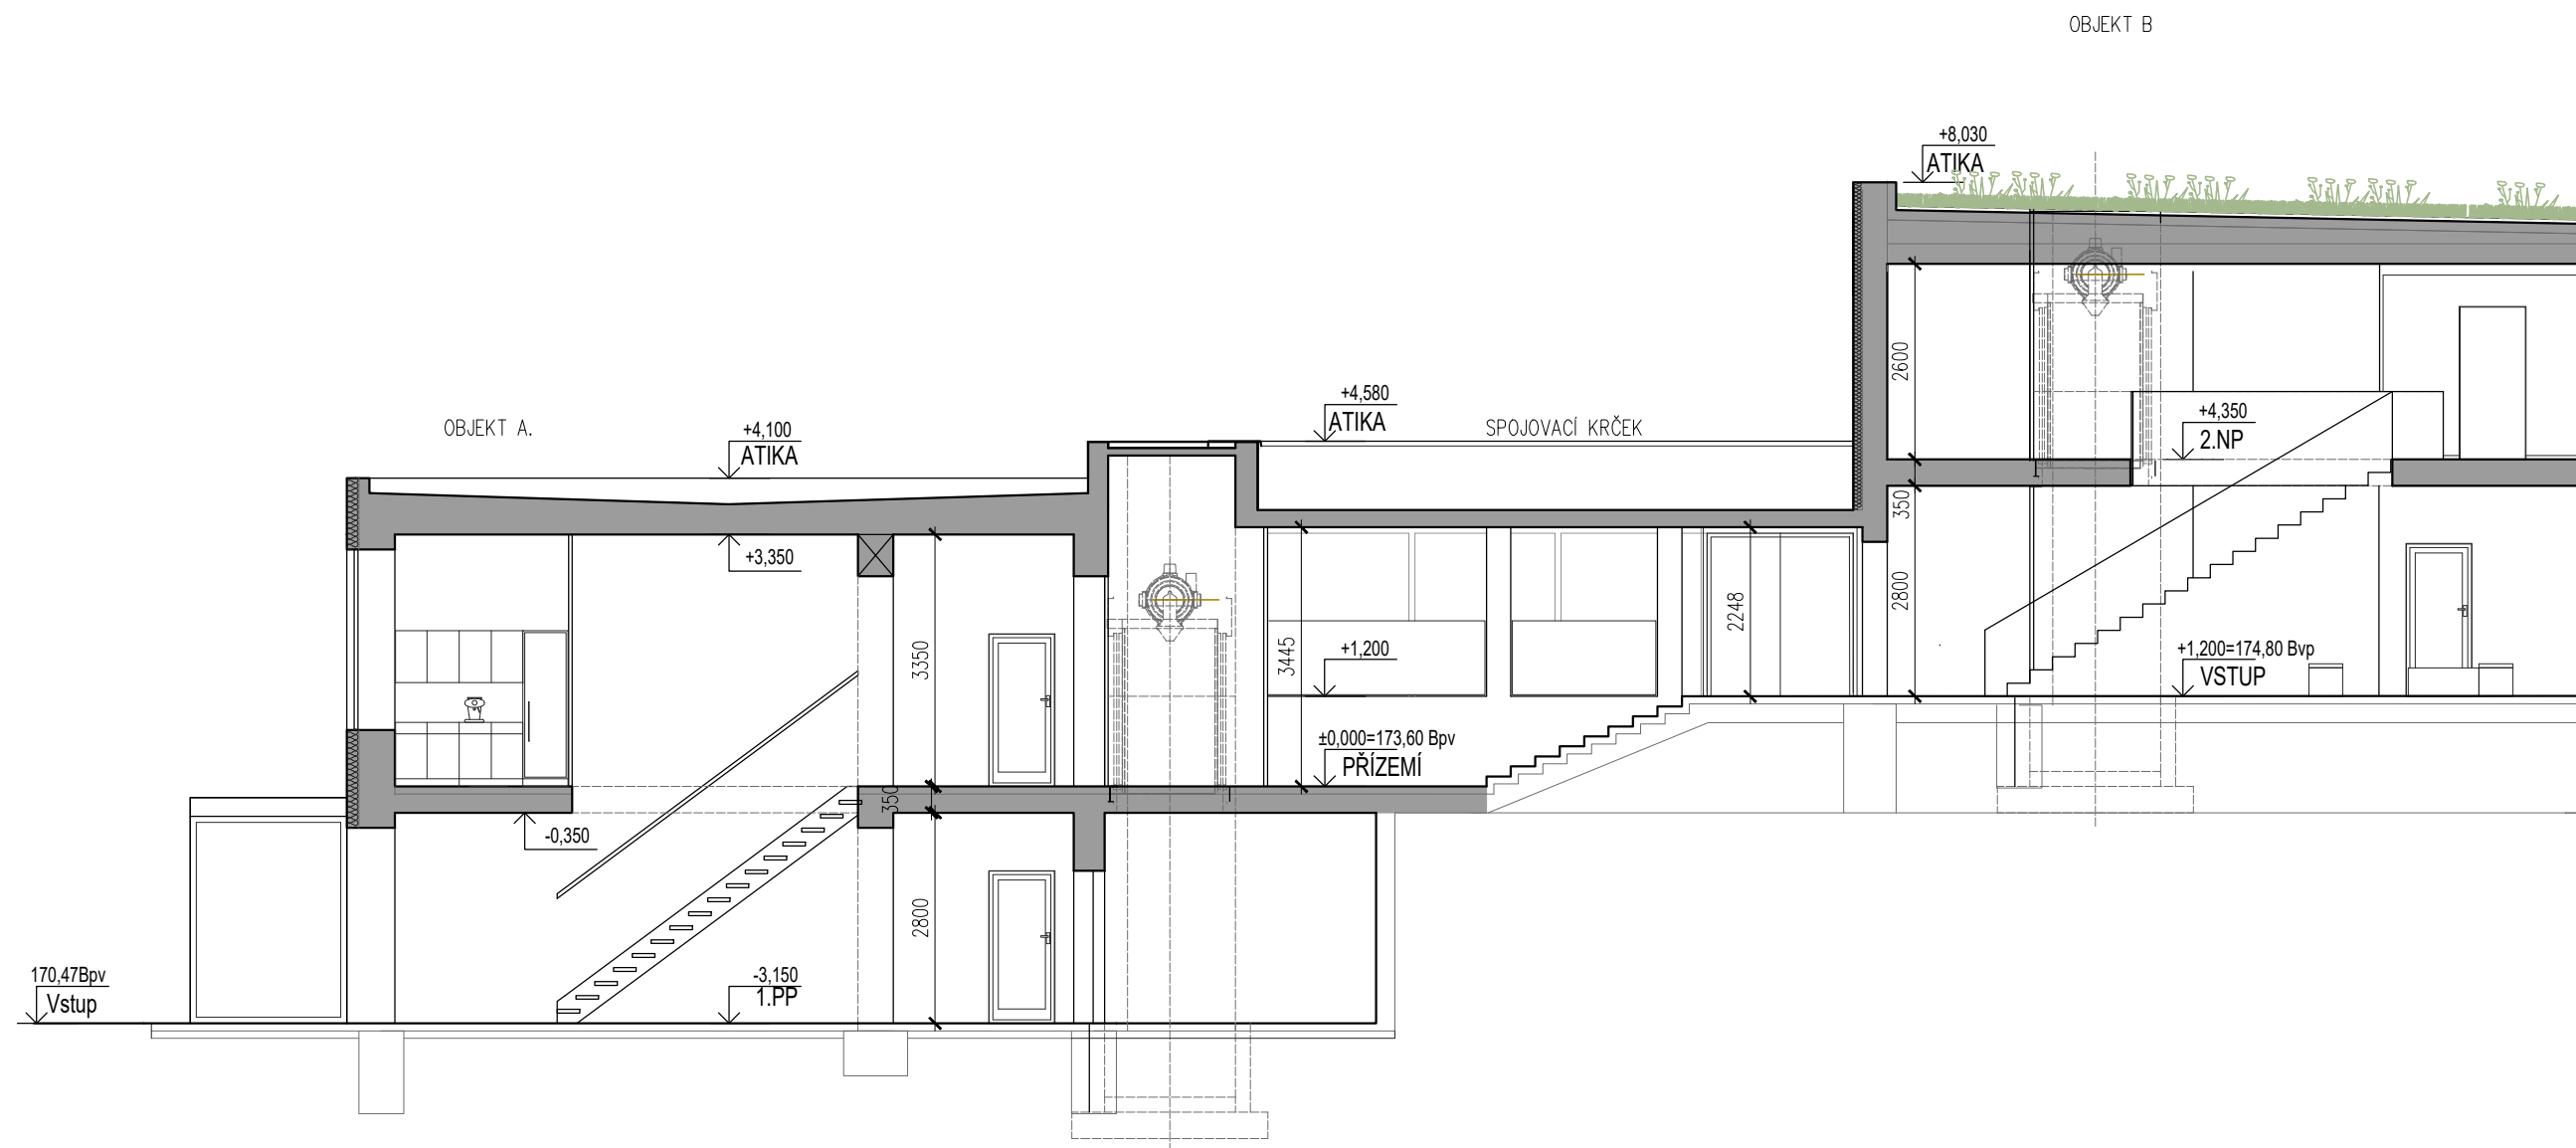 OBJEKT B
+8,030
ATIKA
OBJEKT A.
+4,100
ATIKA
+4,580
ATIKA
SPOJOVACÍ KRČEK
2600
+4,350
2.NP
350
+3,350
3350
3445
2248
2800
+1,200
+1,200=174,80 Bvp
VSTUP
±0,000=173,60 Bpv
PŘÍZEMÍ
350
-0,350
2800
170,47Bpv
Vstup
-3,150
1.PP